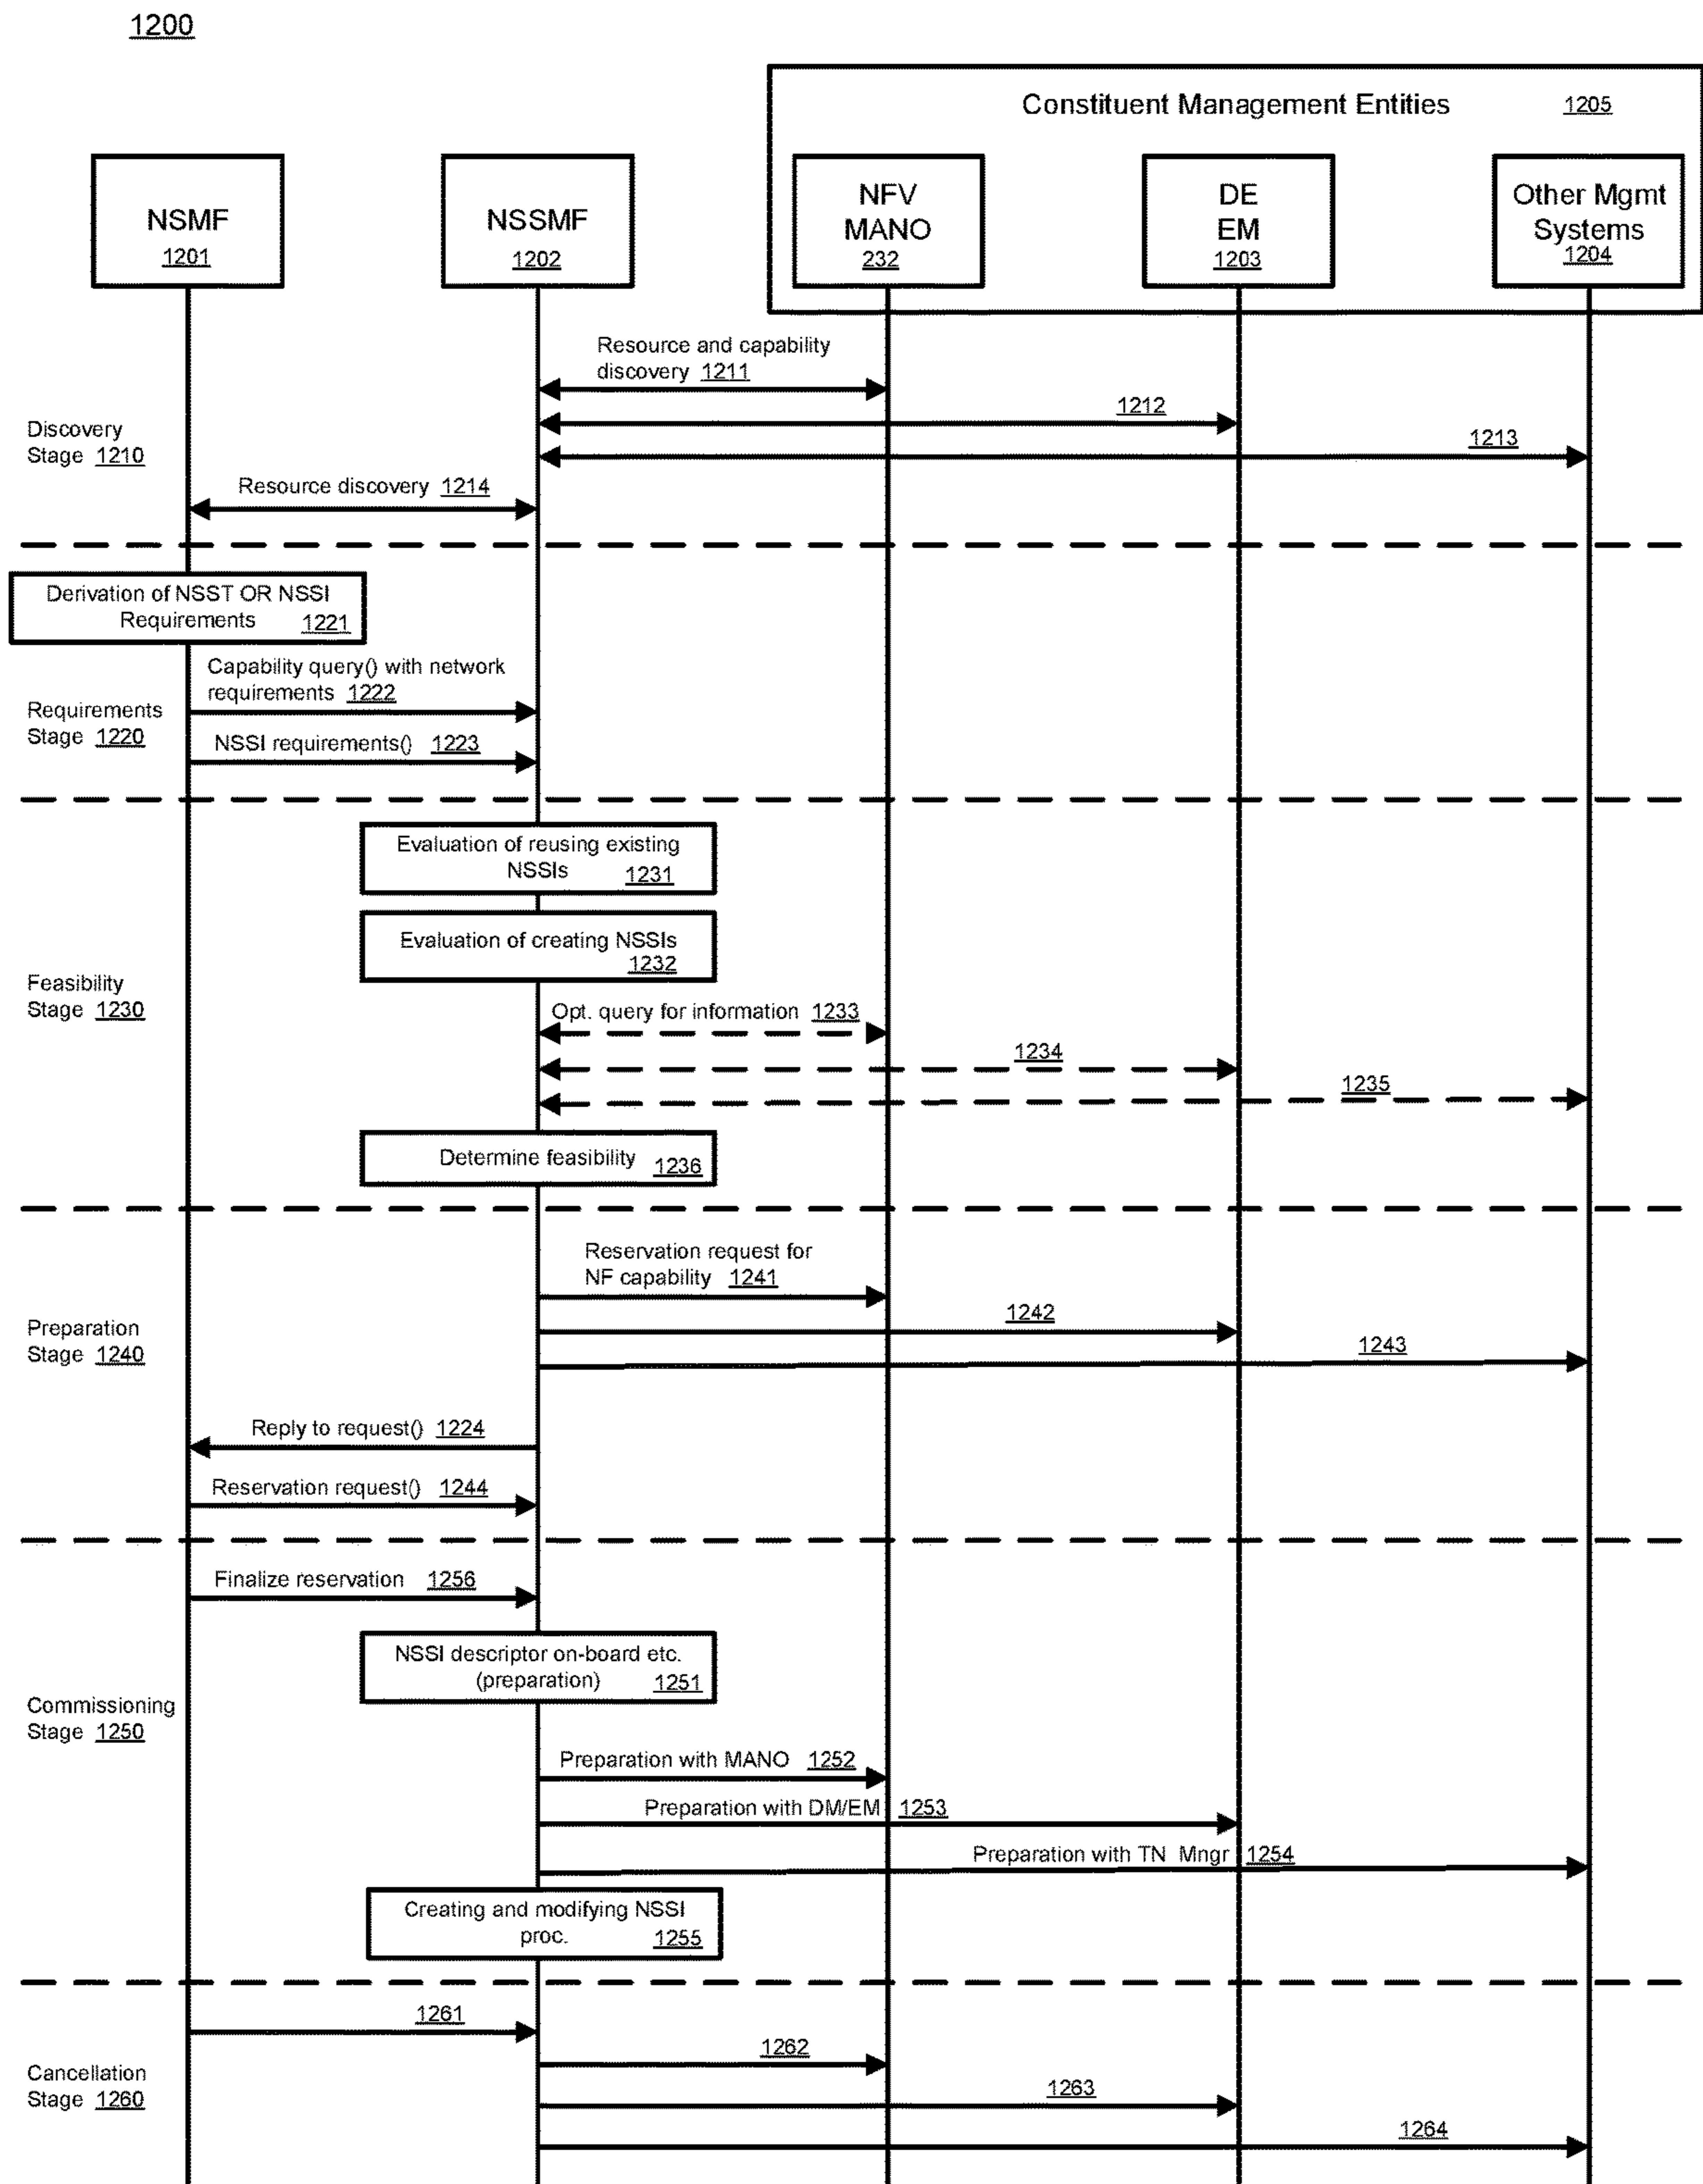 1200
Constituent Management Entities 1205
NSMF
1201
NSSMF
1202
NFV
MANO
232
DE
EM
1203
Other Mgmt
Systems
1204
Resource and capability
discovery 1211
1212
1213
Discovery
Stage 1210
Resource discovery 1214
Derivation of NSST OR NSSI
Requirements 1221
Capability query() with network
requirements 1222
Requirements
Stage 1220
NSSI requirements() 1223
Evaluation of reusing existing
NSSIs 1231
Evaluation of creating NSSIs
1232
Feasibility
Stage 1230
Opt. query for information 1233
1234
1235
Determine feasibility 1236
Reservation request for
NF capability 1241
1242
1243
Preparation
Stage 1240
Reply to request() 1224
Reservation request() 1244
Finalize reservation 1256
NSSI descriptor on-board etc.
(preparation) 1251
Commissioning
Stage 1250
Preparation with MANO 1252
Preparation with DM/EM 1253
Preparation with TN Mngr 1254
Creating and modifying NSSI
proc. 1255
1261
1262
1263
1264
Cancellation
Stage 1260